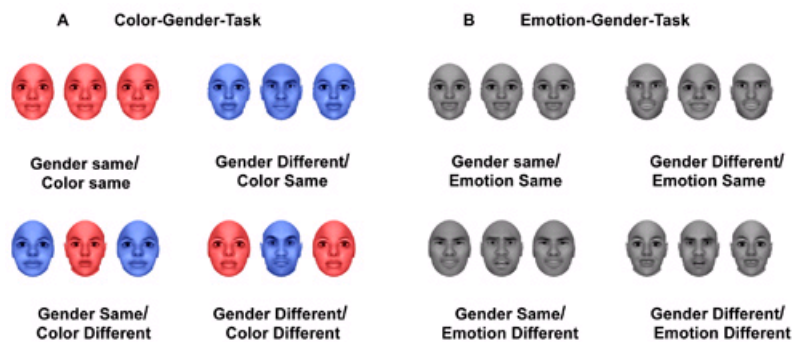 A Color-Gender-Task
B Emotion-Gender-Task
Gender same/
Color same
Gender Different/
Color Same
Gender same/
Emotion Same
Gender Different/
Emotion Same
Gender Same/
Color Different
Gender Different/
Color Different
Gender Same/
Emotion Different
Gender Different/
Emotion Different